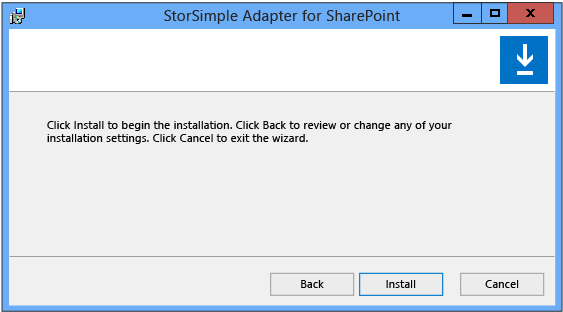 StorSimple Adapter for SharePoint
Click Install to begin the installation. Click Back to review or change any of your
installation settings. Click Cancel to exit the wizard.
Back Install Cancel